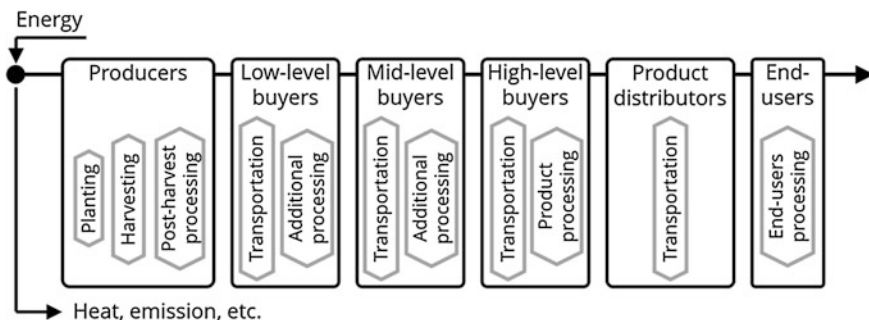 Energy
Producers
Low-level
buyers
Mid-level
buyers
High-level
buyers
Product
distributors
End-
users
Planting
Harvesting
Post-harvest
processing
Transportation
Additional
processing
Transportation
Additional
processing
Transportation
Product
processing
Transportation
End-users
processing
Heat, emission, etc.